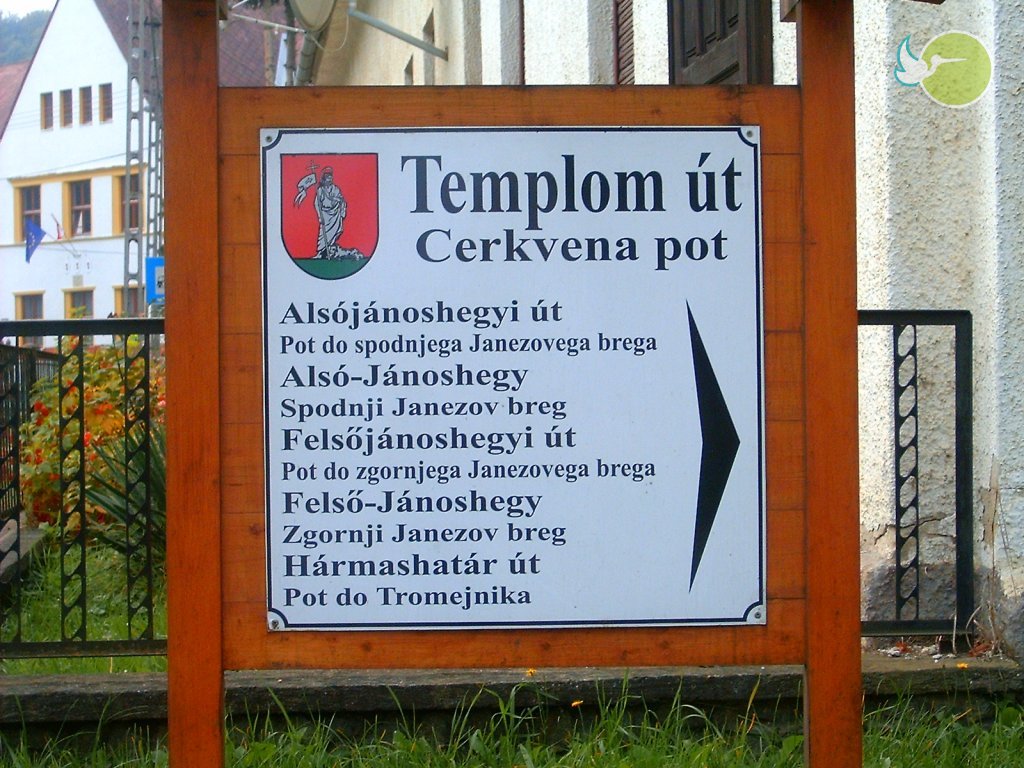 Templom út
Cerkvena pot
Alsójánoshegyi út
Pot do spodnjega Janezovega brega
Alsó-Jánoshegy
Spodnji Janezov breg
Felsőjánoshegyi út
Pot do zgornjega Janezovega brega
Felső-Jánoshegy
Zgornji Janezov breg
Hármashatár út
Pot do Tromejnika